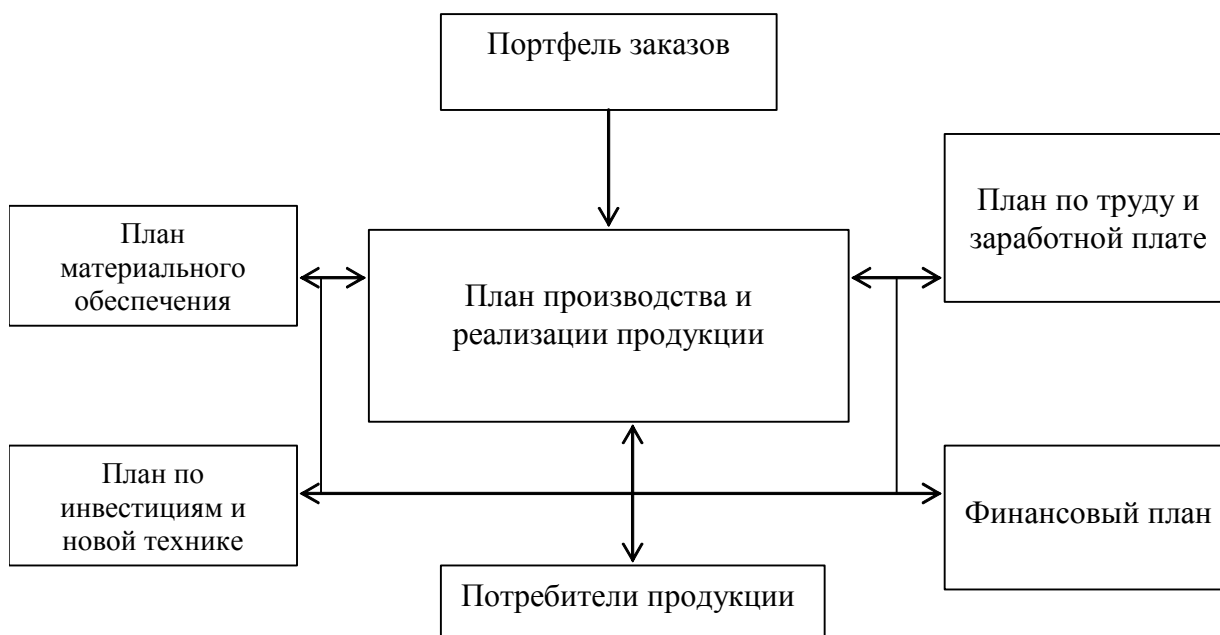 Портфель заказов
План по труду и
заработной плате
План
материального
обеспечения
План производства и
реализации продукции
План по
инвестициям и
новой технике
Финансовый план
Потребители продукции